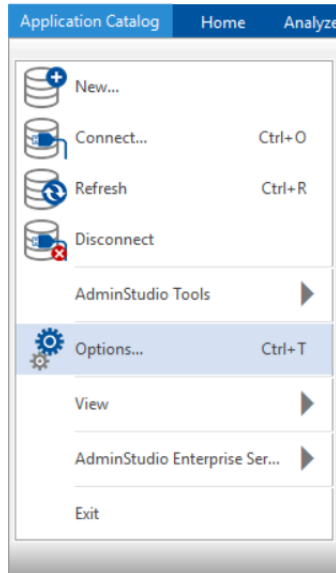 Application Catalog Home Analyze
New...
Connect... Ctrl+O
Refresh Ctrl+R
Disconnect
AdminStudio Tools
Options... Ctrl+T
View
AdminStudio Enterprise Ser...
Exit